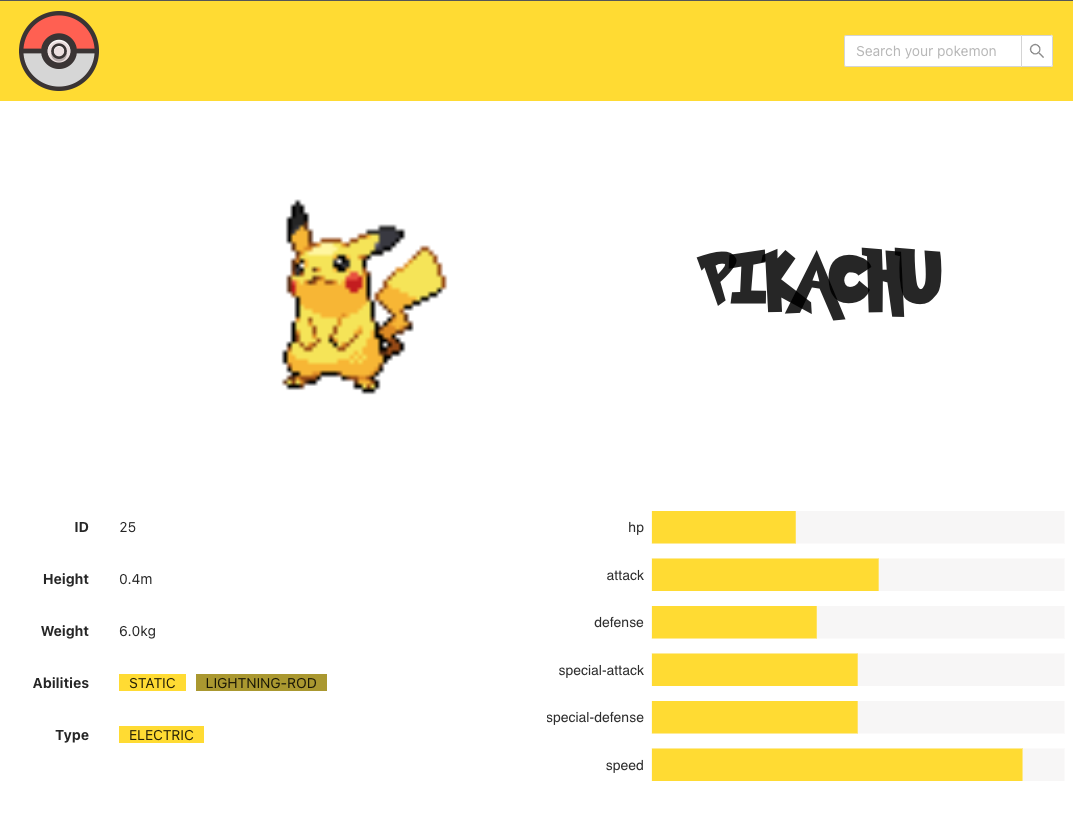 Search your pokemon
PIKACHU
ID 25
Height 0.4m
Weight 6.0kg
Abilities STATIC LIGHTNING-ROD
Type ELECTRIC
hp
attack
defense
special-attack
special-defense
speed